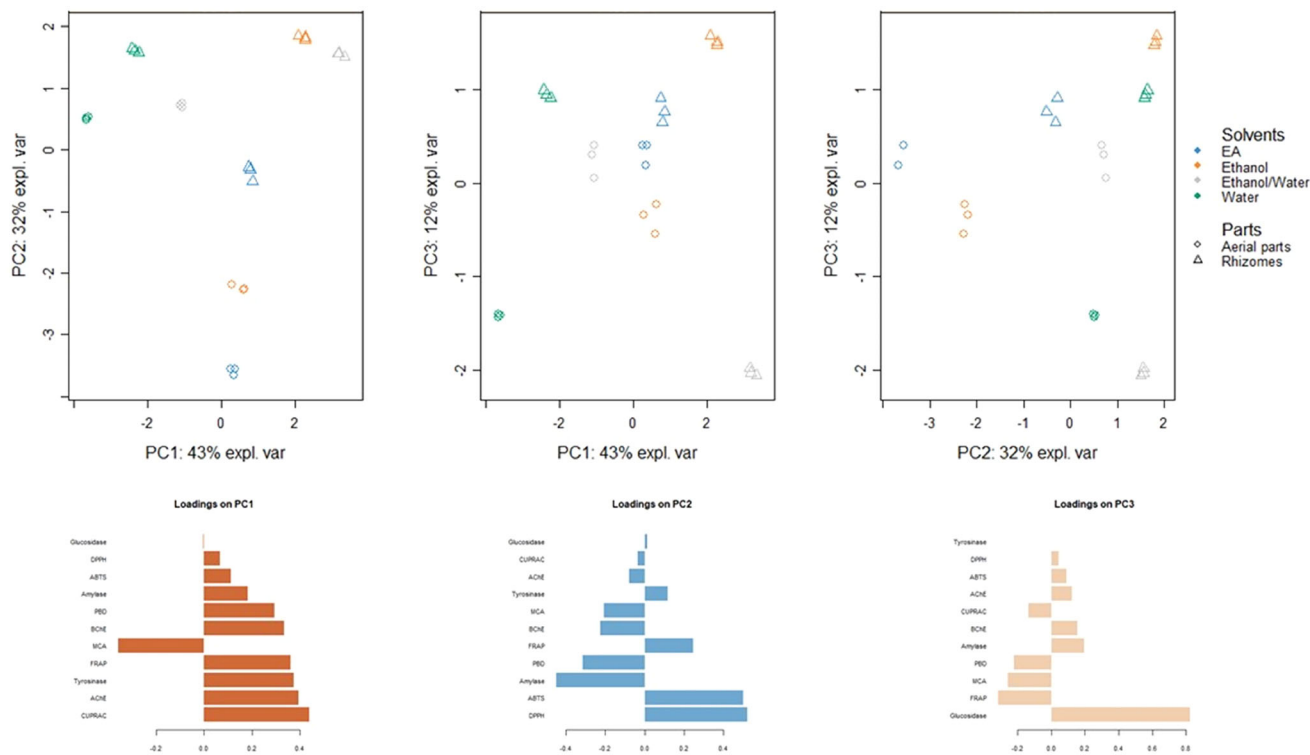 2
1
0
-1
-2
-3
PC2: 32% expl. var
-2
0
2
PC1: 43% expl. var
1
0
-1
-2
PC3: 12% expl. var
-4
-2
0
2
PC1: 43% expl. var
1
0
-1
-2
PC3: 12% expl. var
-4
-3
-2
-1
0
1
2
PC2: 32% expl. var
Solvents
EA
Ethanol
Ethanol/Water
Water
Parts
Aerial parts
Rhizomes
Loadings on PC1
Glucosidase
DPPH
ABTS
Amylase
PBD
BChE
MCA
FRAP
Tyrosinase
AChE
CUPRAC
-0.2 0.0 0.2 0.4
Loadings on PC2
Glucosidase
CUPRAC
AChE
Tyrosinase
MCA
BChE
FRAP
PBD
Amylase
ABTS
DPPH
-0.4 -0.2 0.0 0.2 0.4
Loadings on PC3
Tyrosinase
DPPH
ABTS
AChE
CUPRAC
BChE
Amylase
PBD
MCA
FRAP
Glucosidase
-0.2 0.0 0.2 0.4 0.6 0.8